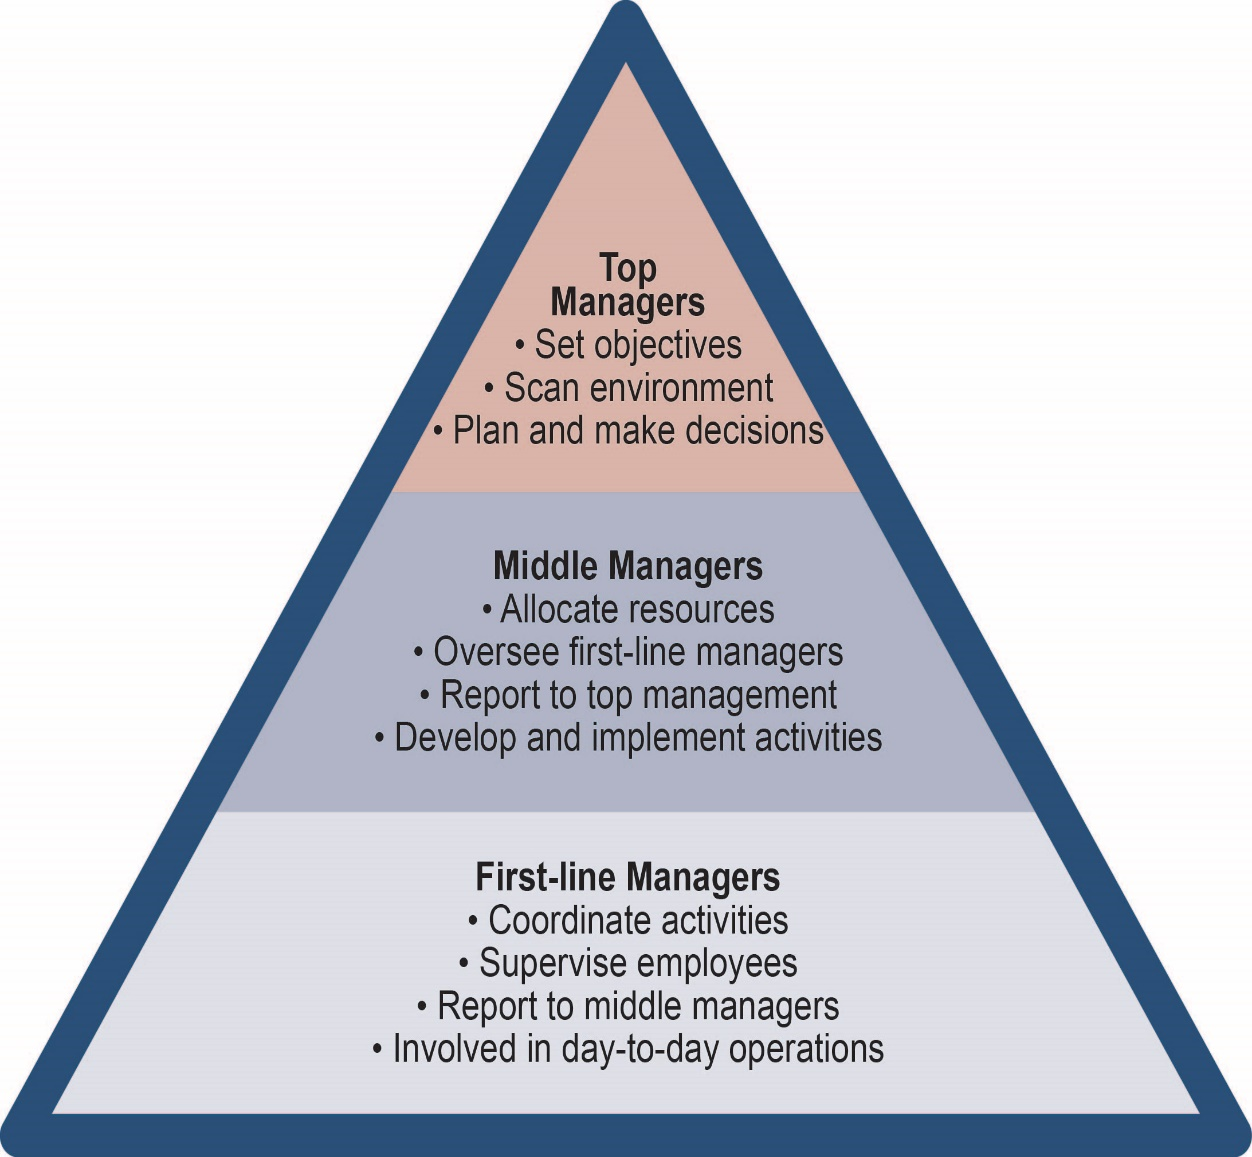 Top
Managers
• Set objectives
• Scan environment
• Plan and make decisions
Middle Managers
• Allocate resources
• Oversee first-line managers
• Report to top management
• Develop and implement activities
First-line Managers
• Coordinate activities
• Supervise employees
• Report to middle managers
• Involved in day-to-day operations